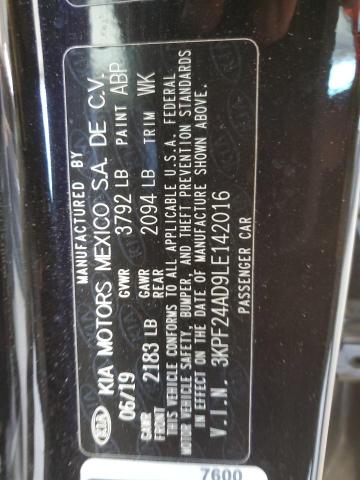 MANUFACTURED BY
KIA KIA MOTORS MEXICO S.A. DE C.V.
06/19 GVWR 3792 LB PAINT ABP
GAWR FRONT 2183 LB GAWR REAR 2094 LB TRIM WK
THIS VEHICLE CONFORMS TO ALL APPLICABLE U.S.A. FEDERAL
MOTOR VEHICLE SAFETY, BUMPER, AND THEFT PREVENTION STANDARDS
IN EFFECT ON THE DATE OF MANUFACTURE SHOWN ABOVE.
V.I.N. 3KPF24AD9LE142016
PASSENGER CAR
7600